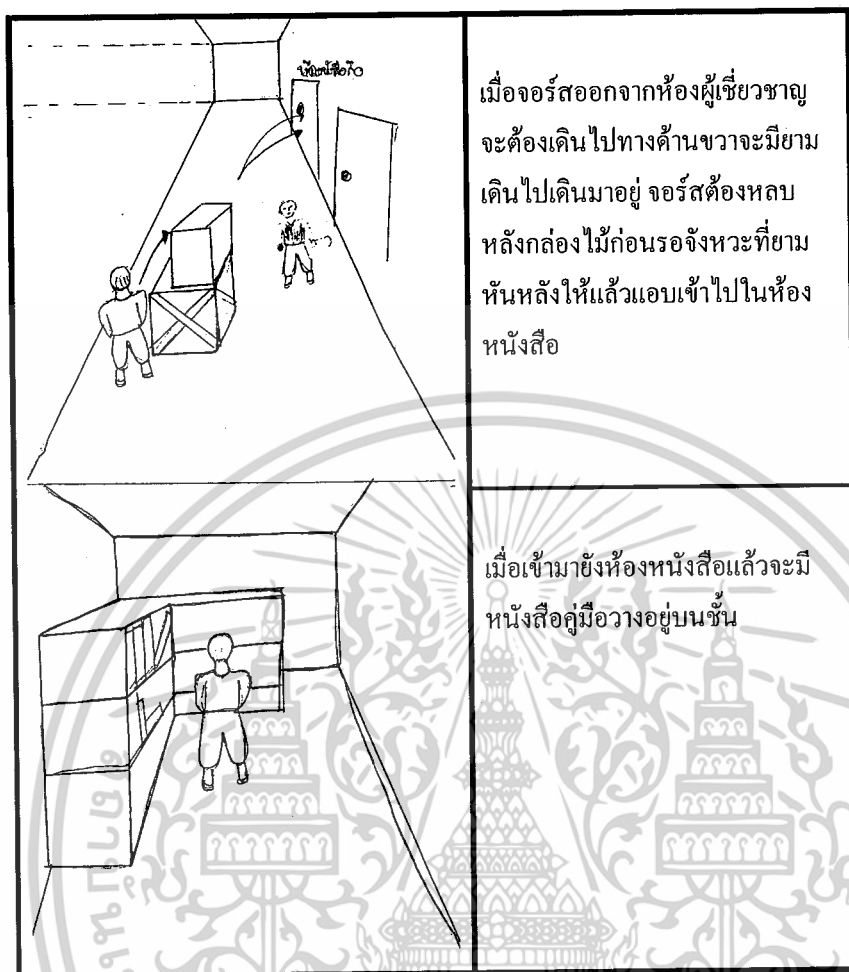 เมื่อจอร์สออกจากห้องผู้เชี่ยวชาญ
จะต้องเดินไปทางด้านขวาจะมียาม
เดินไปเดินมาอยู่ จอร์สต้องหลบ
หลังกล่องไม้ก่อนรอจังหวะที่ยาม
หันหลังให้แล้วแอบเข้าไปในห้อง
หนังสือ
เมื่อเข้ามายังห้องหนังสือแล้วจะมี
หนังสือคู่มือวางอยู่บนชั้น